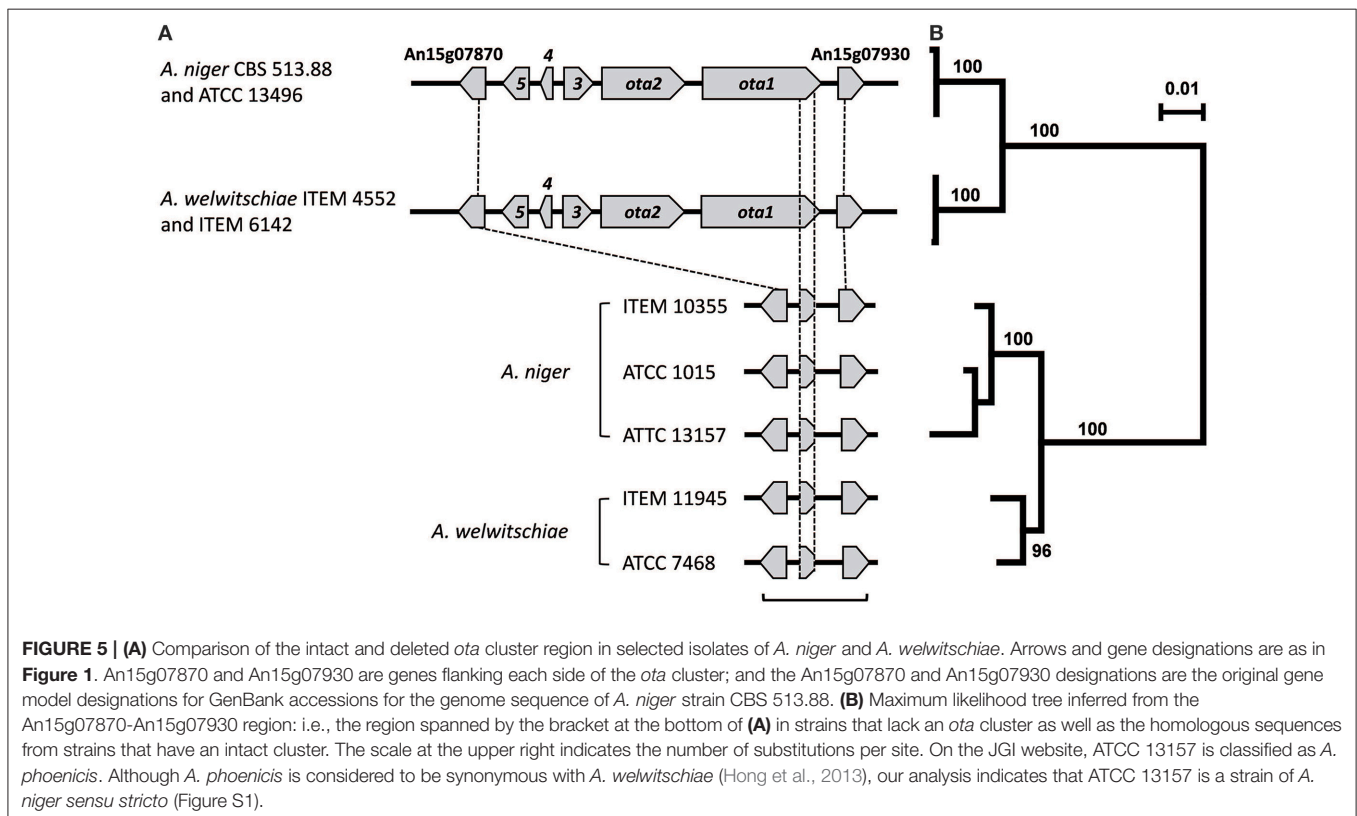 A
B
An15g07870
4
An15g07930
A. niger CBS 513.88
and ATCC 13496
5
3
ota2
ota1
100
0.01
100
A. welwitschiae ITEM 4552
and ITEM 6142
4
5
3
ota2
ota1
100
ITEM 10355
100
A. niger
ATCC 1015
ATTC 13157
100
ITEM 11945
A. welwitschiae
96
ATCC 7468
FIGURE 5 | (A) Comparison of the intact and deleted ota cluster region in selected isolates of A. niger and A. welwitschiae. Arrows and gene designations are as in
Figure 1. An15g07870 and An15g07930 are genes flanking each side of the ota cluster; and the An15g07870 and An15g07930 designations are the original gene
model designations for GenBank accessions for the genome sequence of A. niger strain CBS 513.88. (B) Maximum likelihood tree inferred from the
An15g07870-An15g07930 region: i.e., the region spanned by the bracket at the bottom of (A) in strains that lack an ota cluster as well as the homologous sequences
from strains that have an intact cluster. The scale at the upper right indicates the number of substitutions per site. On the JGI website, ATCC 13157 is classified as A.
phoenicis. Although A. phoenicis is considered to be synonymous with A. welwitschiae (Hong et al., 2013), our analysis indicates that ATCC 13157 is a strain of A.
niger sensu stricto (Figure S1).